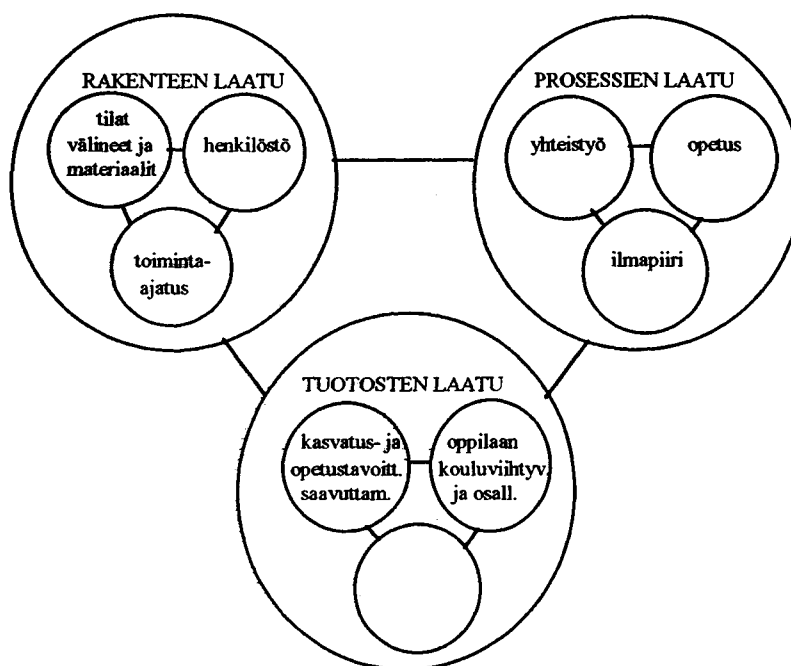 RAKENTEEN LAATU
tilat
välineet ja
materiaalit
henkilöstö
toiminta-
ajatus
PROSESSIEN LAATU
yhteistyö
opetus
ilmapiiri
TUOTOSTEN LAATU
kasvatus- ja
opetustavoitt.
saavuttam.
oppilaan
kouluviihtyv.
ja osall.